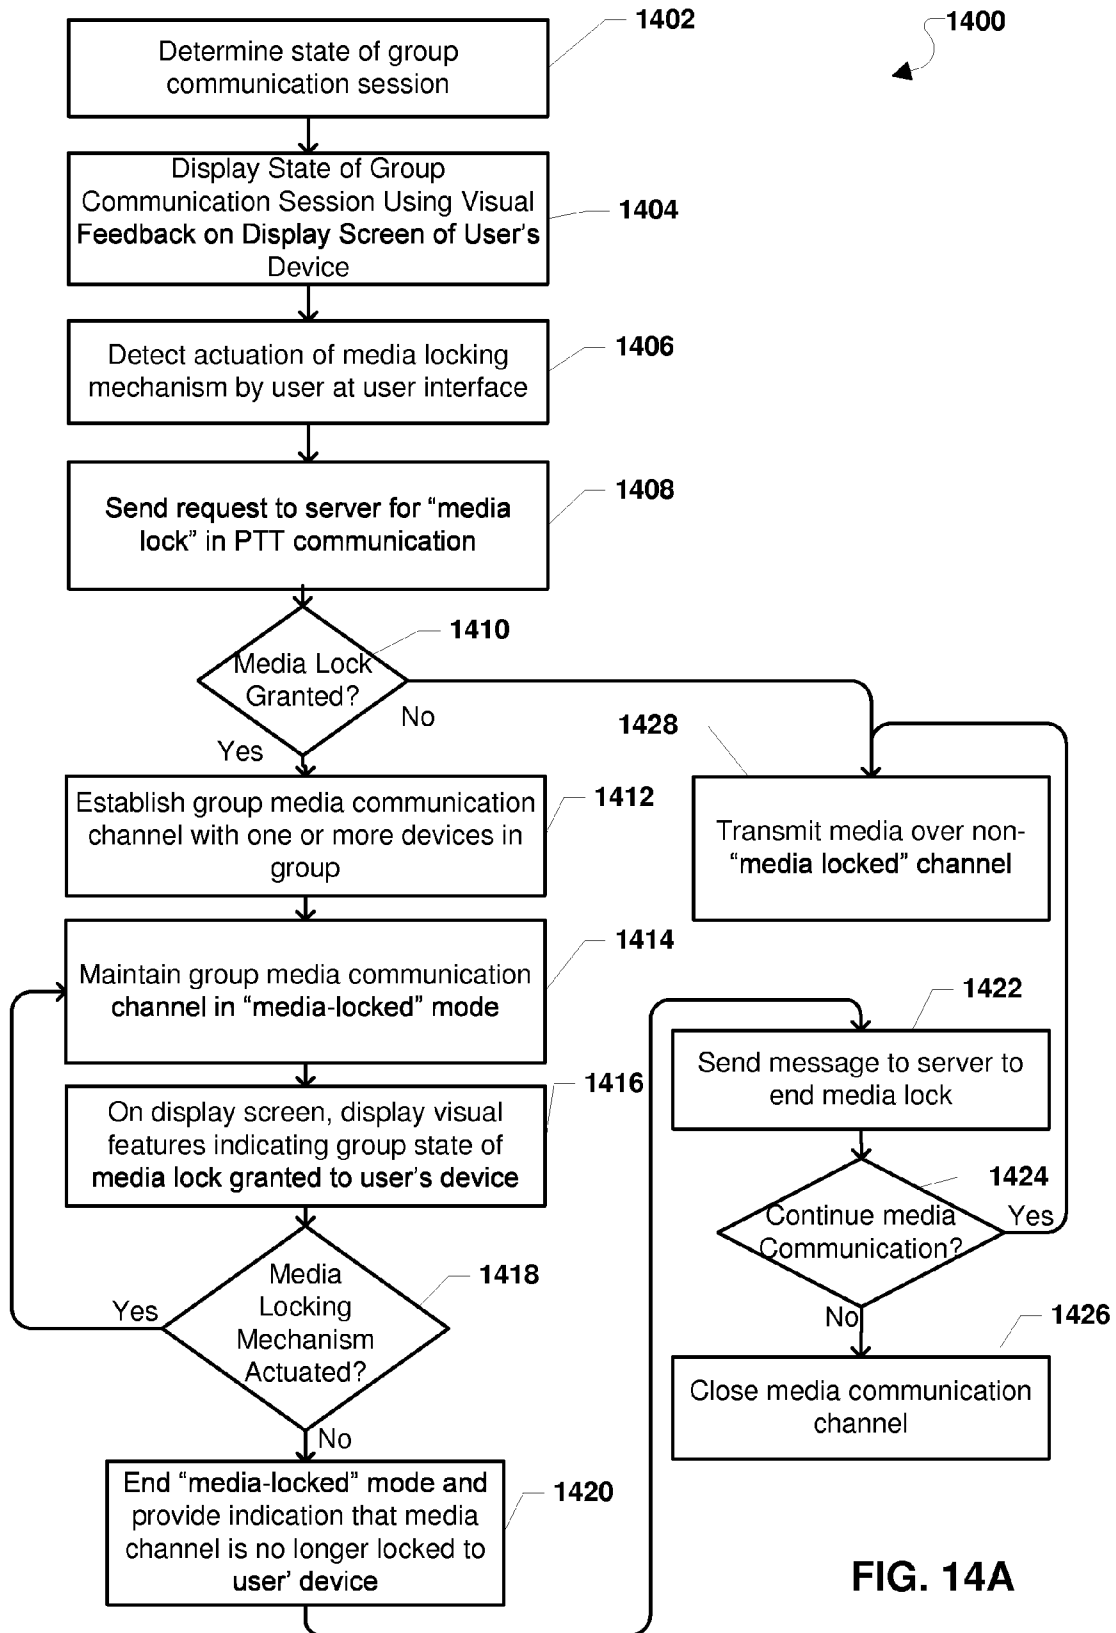 1402
1400
Determine state of group
communication session
Display State of Group
Communication Session Using Visual
Feedback on Display Screen of User's
Device
1404
Detect actuation of media locking
mechanism by user at user interface
1406
Send request to server for “media
lock” in PTT communication
1408
Media Lock
Granted?
1410
No
Yes
Establish group media communication
channel with one or more devices in
group
1412
1428
Transmit media over non-
“media locked” channel
Maintain group media communication
channel in “media-locked” mode
1414
On display screen, display visual
features indicating group state of
media lock granted to user’s device
1416
1422
Send message to server to
end media lock
Media
Locking
Mechanism
Actuated?
1418
Yes
No
1424
Continue media
Communication?
Yes
No
1426
Close media communication
channel
End “media-locked” mode and
provide indication that media
channel is no longer locked to
user’ device
1420
FIG. 14A